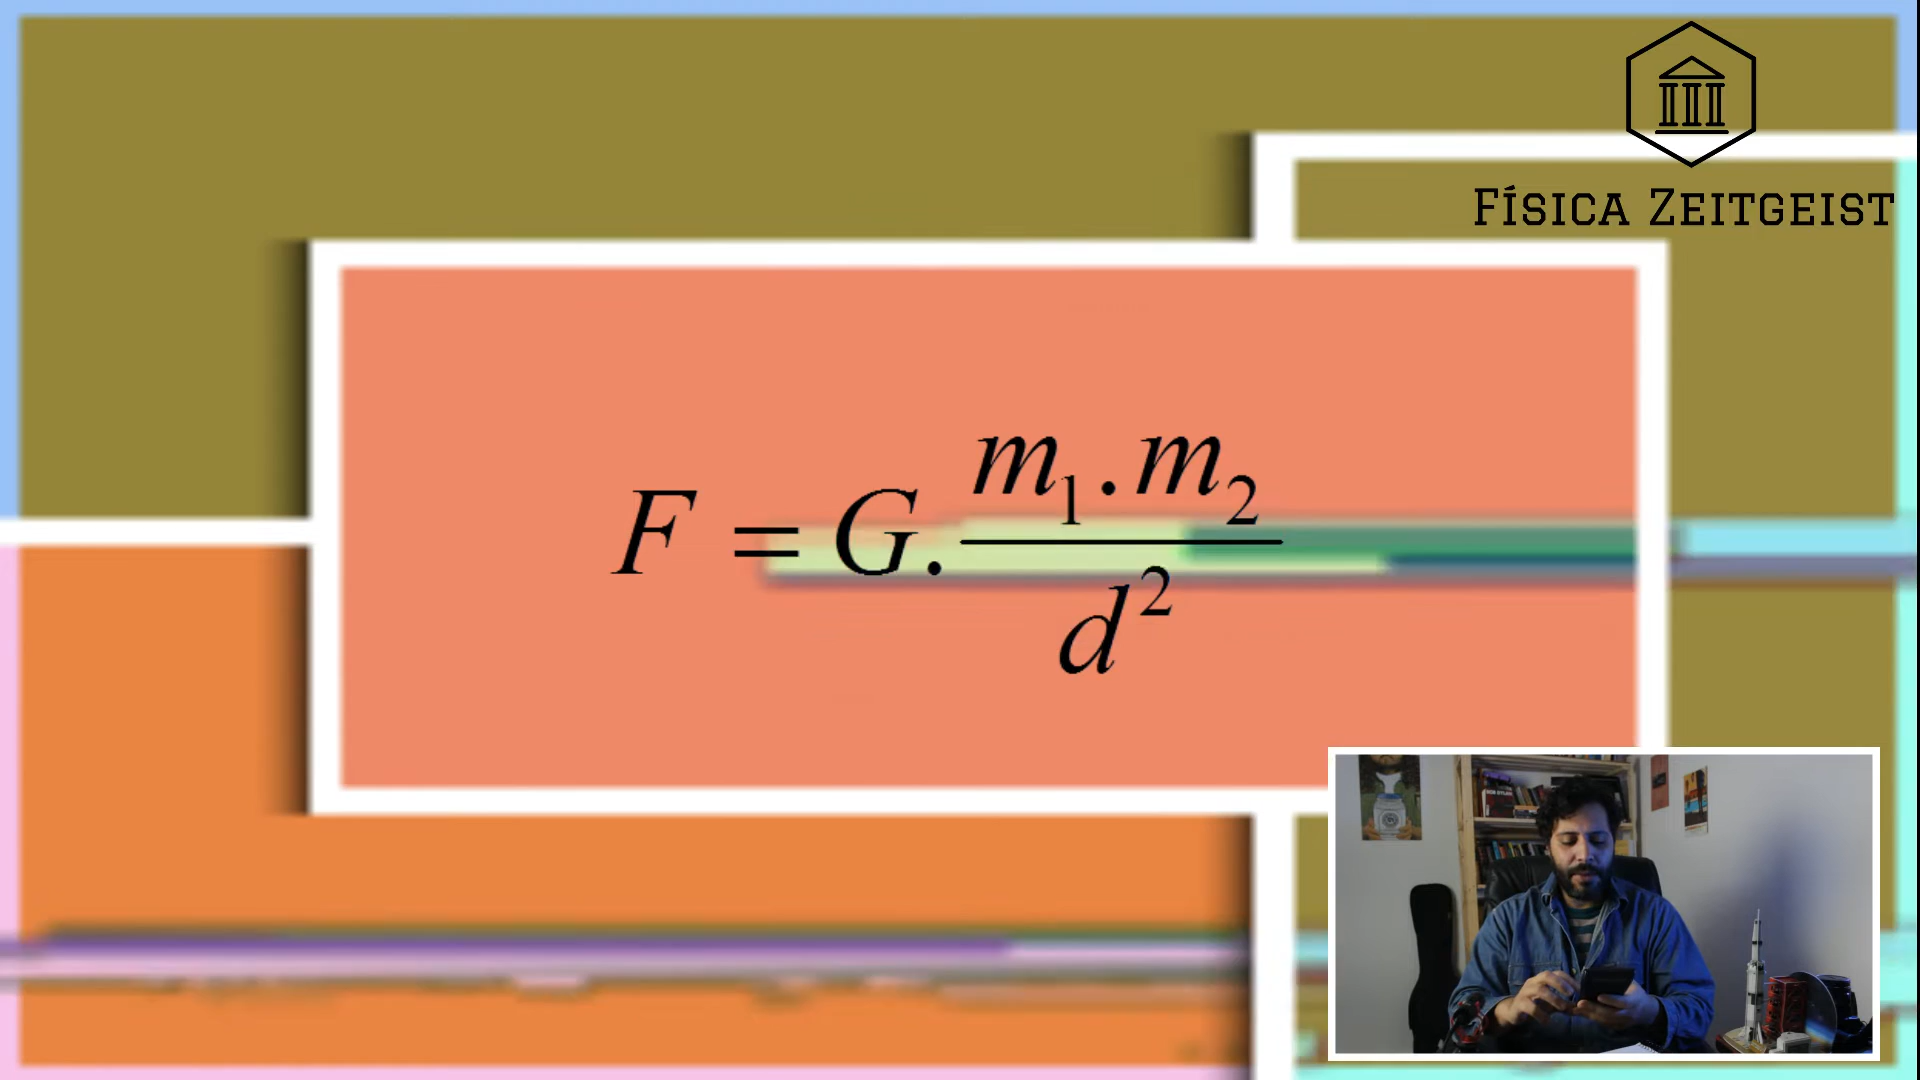 FÍSICA ZEITGEIST
F = G. m₁.m₂ / d²